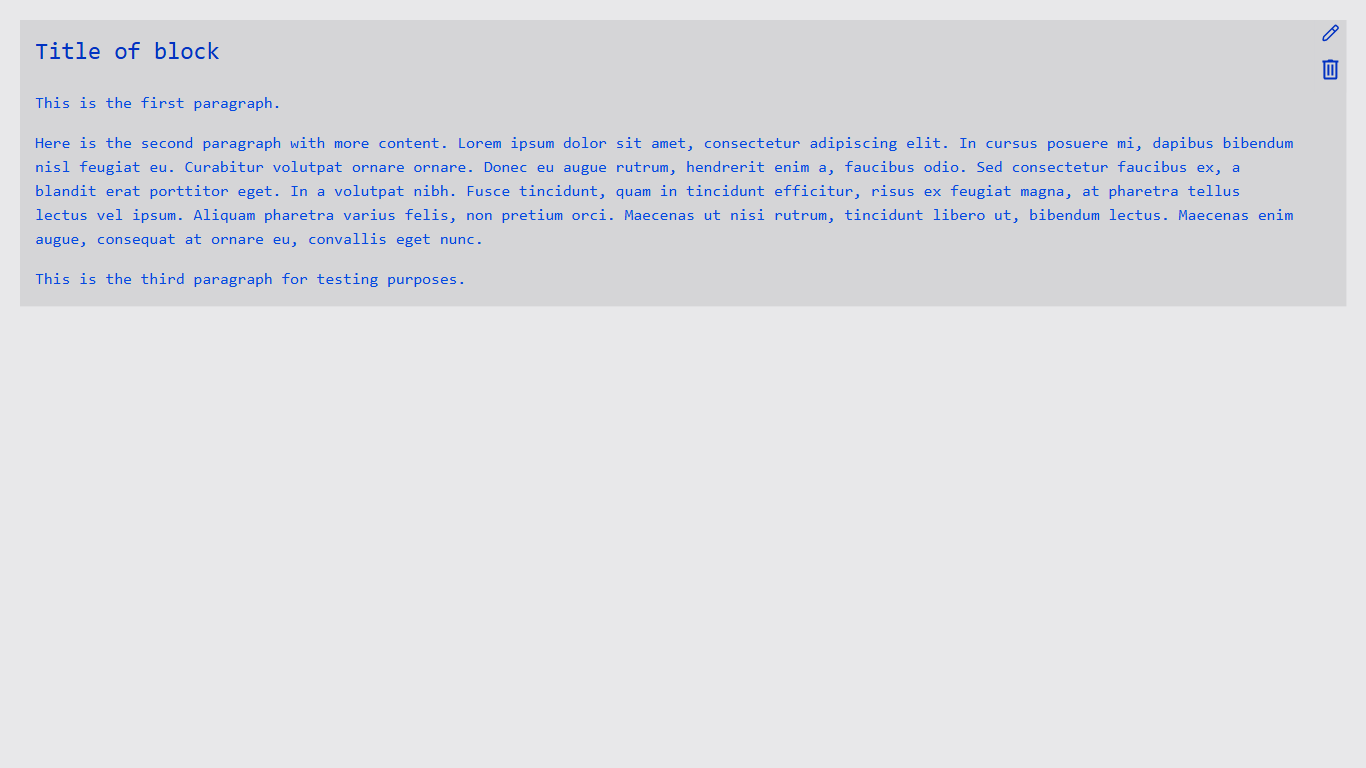 Title of block
This is the first paragraph.
Here is the second paragraph with more content. Lorem ipsum dolor sit amet, consectetur adipiscing elit. In cursus posuere mi, dapibus bibendum
nisl feugiat eu. Curabitur volutpat ornare ornare. Donec eu augue rutrum, hendrerit enim a, faucibus odio. Sed consectetur faucibus ex, a
blandit erat porttitor eget. In a volutpat nibh. Fusce tincidunt, quam in tincidunt efficitur, risus ex feugiat magna, at pharetra tellus
lectus vel ipsum. Aliquam pharetra varius felis, non pretium orci. Maecenas ut nisi rutrum, tincidunt libero ut, bibendum lectus. Maecenas enim
augue, consequat at ornare eu, convallis eget nunc.
This is the third paragraph for testing purposes.